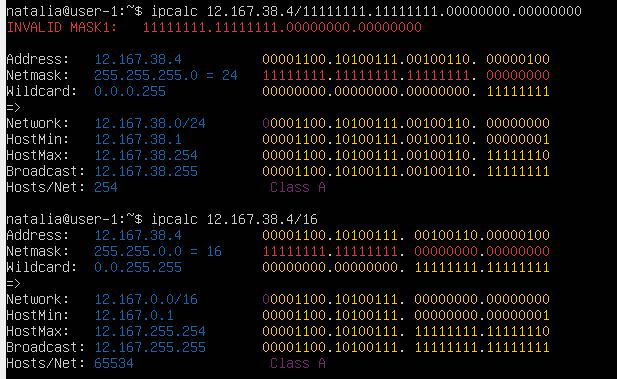 natalia@user-1:~$ ipcalc 12.167.38.4/11111111.11111111.00000000.00000000
INVALID MASK1:   11111111.11111111.00000000.00000000
Address:   12.167.38.4          00001100.10100111.00100110. 00000100
Netmask:   255.255.255.0 = 24   11111111.11111111.11111111. 00000000
Wildcard:  0.0.0.255            00000000.00000000.00000000. 11111111
=>
Network:   12.167.38.0/24       00001100.10100111.00100110. 00000000
HostMin:   12.167.38.1          00001100.10100111.00100110. 00000001
HostMax:   12.167.38.254        00001100.10100111.00100110. 11111110
Broadcast: 12.167.38.255        00001100.10100111.00100110. 11111111
Hosts/Net: 254                   Class A
natalia@user-1:~$ ipcalc 12.167.38.4/16
Address:   12.167.38.4          00001100.10100111. 00100110.00000100
Netmask:   255.255.0.0 = 16     11111111.11111111. 00000000.00000000
Wildcard:  0.0.255.255          00000000.00000000. 11111111.11111111
=>
Network:   12.167.0.0/16        00001100.10100111. 00000000.00000000
HostMin:   12.167.0.1           00001100.10100111. 00000000.00000001
HostMax:   12.167.255.254       00001100.10100111. 11111111.11111110
Broadcast: 12.167.255.255       00001100.10100111. 11111111.11111111
Hosts/Net: 65534                 Class A